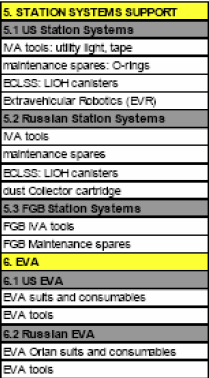 5. STATION SYSTEMS SUPPORT
5.1 US Station Systems
IVA tools: utility light, tape
maintenance spares: O-rings
ECLSS: LIOH canisters
Extravehicular Robotics (EVR)
5.2 Russian Station Systems
IVA tools
maintenance spares
ECLSS: LIOH canisters
dust Collector cartridge
5.3 FGB Station Systems
FGB IVA tools
FGB Maintenance spares
6. EVA
6.1 US EVA
EVA suits and consumables
EVA tools
6.2 Russian EVA
EVA Orlan suits and consumables
EVA tools